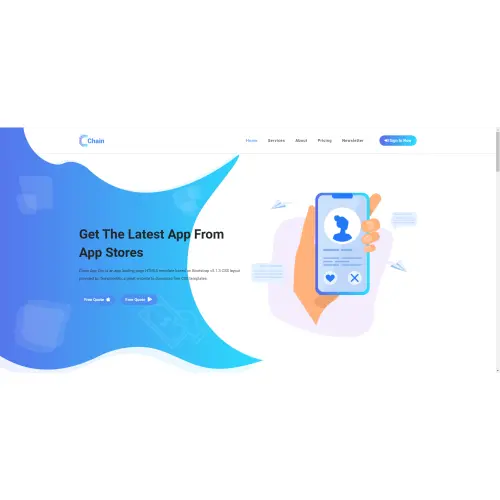 Chain
Home Services About Pricing Newsletter Sign In Now
Get The Latest App From
App Stores
Chain App Dev is an app landing page HTML5 template based on Bootstrap v5.1.3 CSS layout
provided by TemplateMo, a great website to download free CSS templates.
Free Quote Free Quote